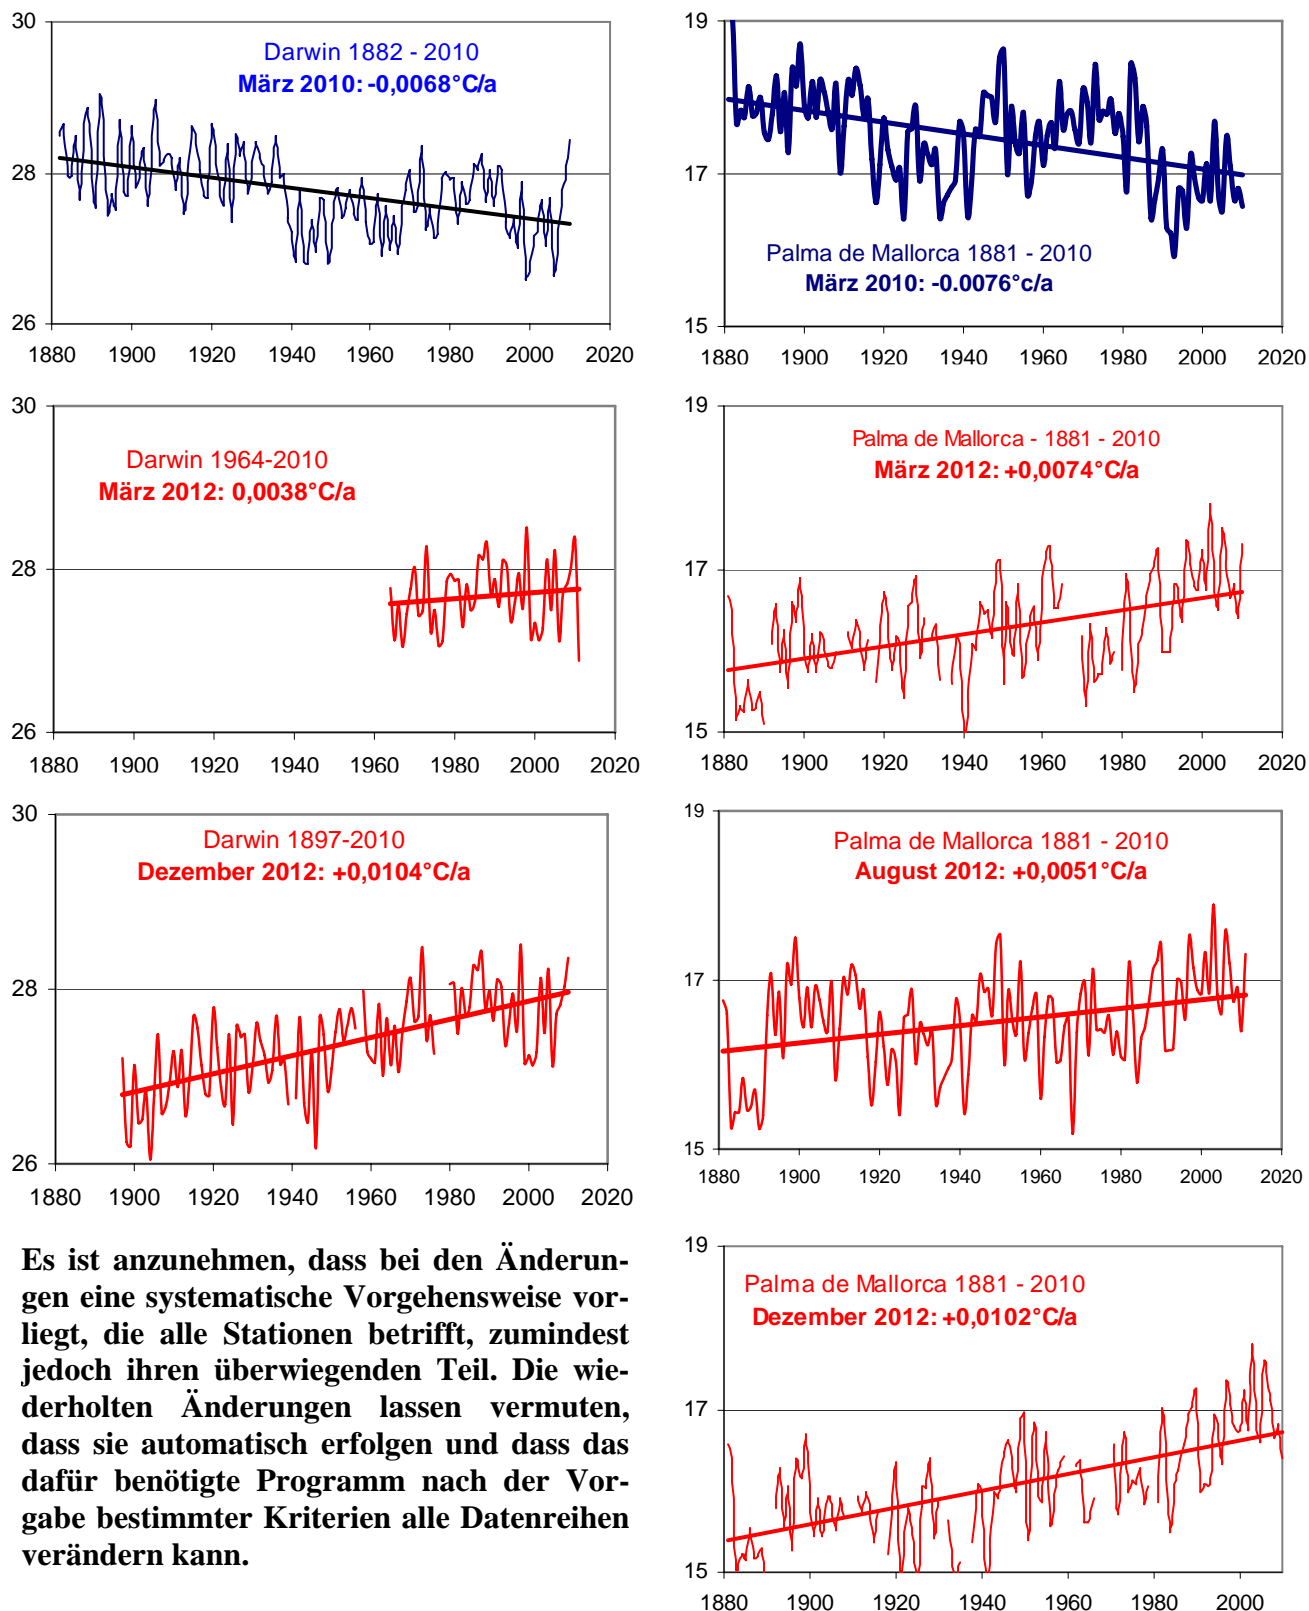 30
28
26
1880 1900 1920 1940 1960 1980 2000 2020
Darwin 1882 - 2010
März 2010: -0,0068°C/a
19
17
15
1880 1900 1920 1940 1960 1980 2000 2020
Palma de Mallorca 1881 - 2010
März 2010: -0.0076°c/a
30
28
26
1880 1900 1920 1940 1960 1980 2000 2020
Darwin 1964-2010
März 2012: 0,0038°C/a
19
17
15
1880 1900 1920 1940 1960 1980 2000 2020
Palma de Mallorca - 1881 - 2010
März 2012: +0,0074°C/a
30
28
26
1880 1900 1920 1940 1960 1980 2000 2020
Darwin 1897-2010
Dezember 2012: +0,0104°C/a
19
17
15
1880 1900 1920 1940 1960 1980 2000 2020
Palma de Mallorca 1881 - 2010
August 2012: +0,0051°C/a
Es ist anzunehmen, dass bei den Änderun-
gen eine systematische Vorgehensweise vor-
liegt, die alle Stationen betrifft, zumindest
jedoch ihren überwiegenden Teil. Die wie-
derholten Änderungen lassen vermuten,
dass sie automatisch erfolgen und dass das
dafür benötigte Programm nach der Vor-
gabe bestimmter Kriterien alle Datenreihen
verändern kann.
19
17
15
1880 1900 1920 1940 1960 1980 2000
Palma de Mallorca 1881 - 2010
Dezember 2012: +0,0102°C/a